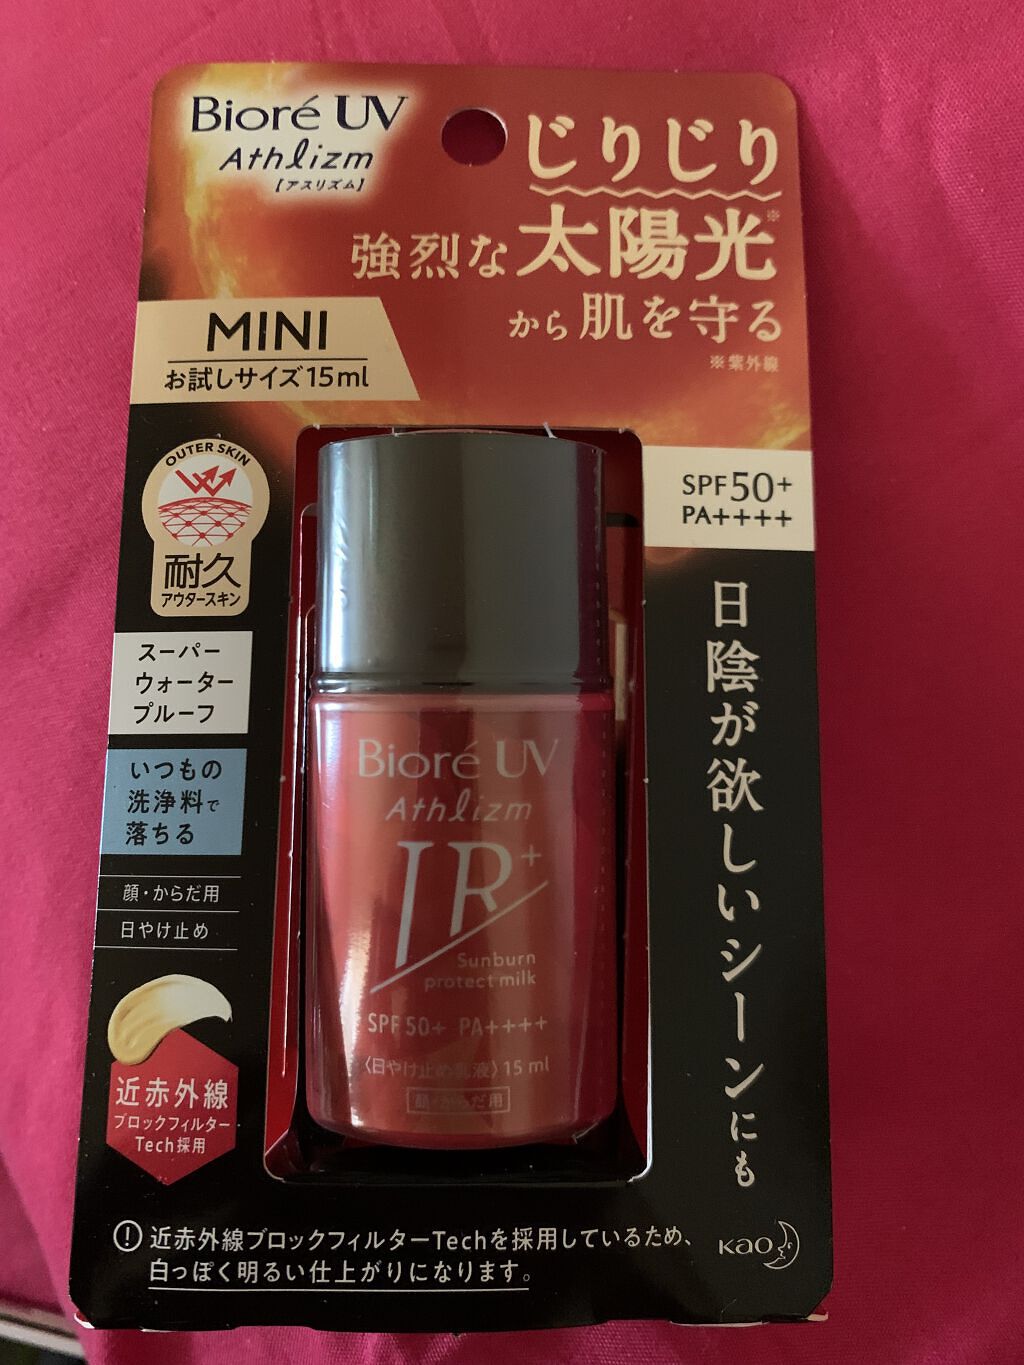 Bioré UV
Athlizm
【アスリズム】
じりじり
強烈な太陽光※
から肌を守る
※紫外線
MINI
お試しサイズ15ml
OUTER SKIN
耐久
アウタースキン
SPF50+
PA++++
スーパー
ウォーター
プルーフ
いつもの
洗浄料で
落ちる
顔・からだ用
日やけ止め
近赤外線
ブロックフィルター
Tech採用
日陰が欲しいシーンにも
Bioré UV
Athlizm
IR+
Sunburn
protect milk
SPF 50+ PA++++
〈日やけ止め乳液〉15 ml
顔・からだ用
! 近赤外線ブロックフィルターTechを採用しているため、
白っぽく明るい仕上がりになります。
Kao